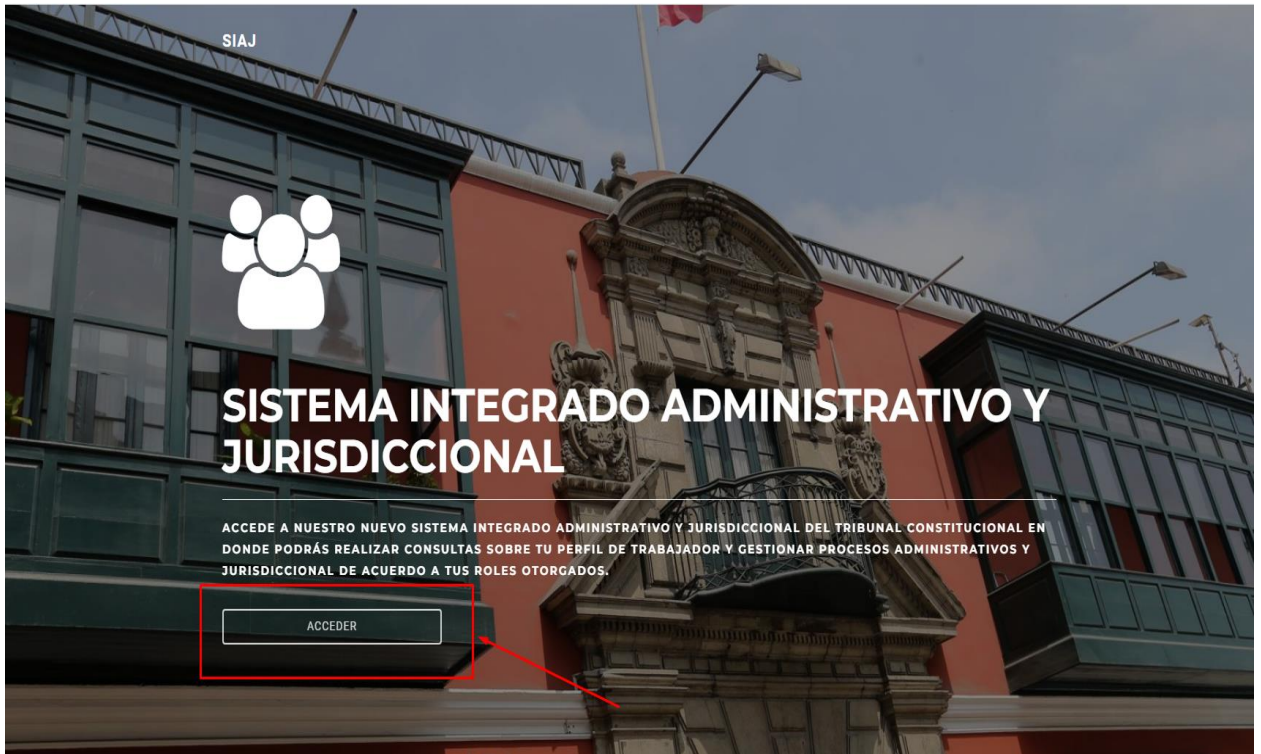 SIAJ
SISTEMA INTEGRADO ADMINISTRATIVO Y
JURISDICCIONAL
ACCEDE A NUESTRO NUEVO SISTEMA INTEGRADO ADMINISTRATIVO Y JURISDICCIONAL DEL TRIBUNAL CONSTITUCIONAL EN
DONDE PODRÁS REALIZAR CONSULTAS SOBRE TU PERFIL DE TRABAJADOR Y GESTIONAR PROCESOS ADMINISTRATIVOS Y
JURISDICCIONAL DE ACUERDO A TUS ROLES OTORGADOS.
ACCEDER